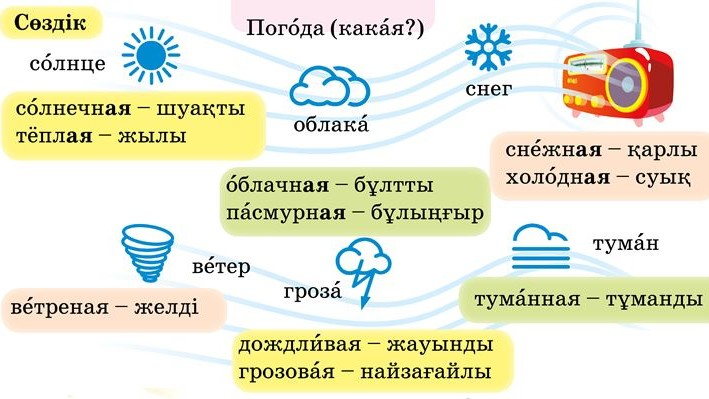 Сөздік
Пого́да (кака́я?)
со́лнце
снег
облака́
со́лнечная – шуақты
тёплая – жылы
сне́жная – қарлы
холо́дная – суық
о́блачная – бұлтты
па́смурная – бұлыңғыр
ве́тер
гроза́
тума́н
ве́треная – желді
тума́нная – тұманды
дождли́вая – жауынды
грозова́я – найзағайлы